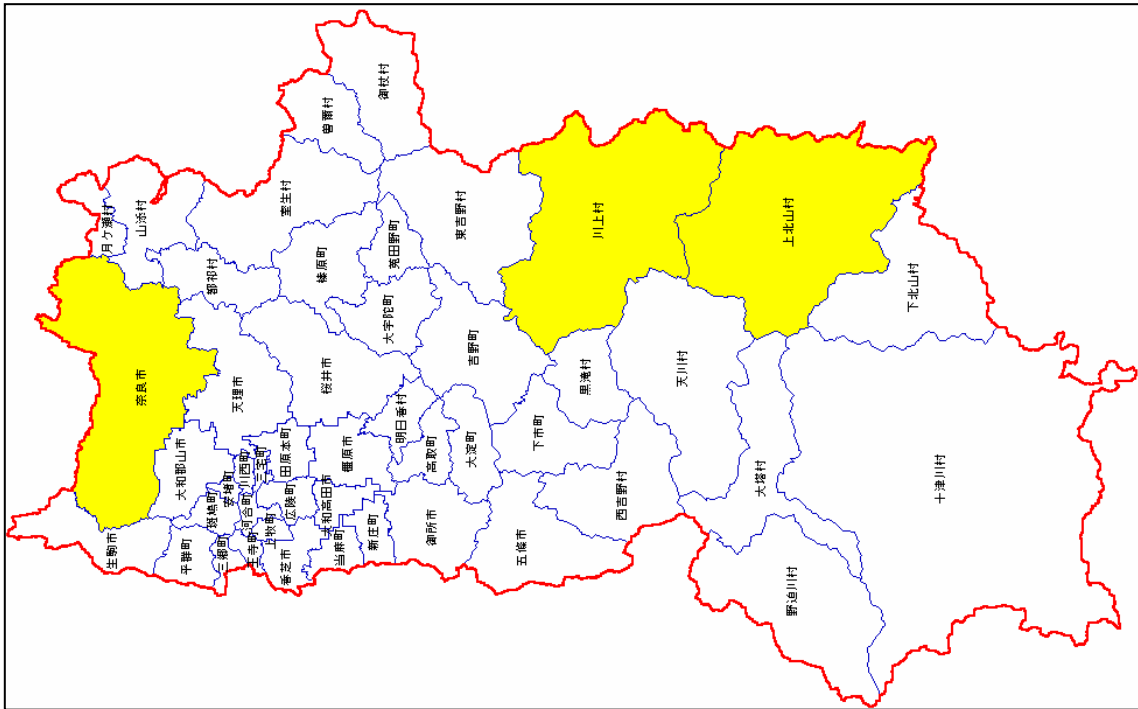 御杖村
曽爾村
月ケ瀬村
山添村
室生村
東吉野村
川上村
上北山村
下北山村
都祁村
榛原町
菟田野町
大宇陀町
吉野町
奈良市
天理市
桜井市
明日香村
高取町
大淀町
下市町
黒滝村
天川村
大和郡山市
安堵町
川西町
三宅町
田原本町
橿原市
斑鳩町
河合町
広陵町
大和高田市
生駒市
平群町
三郷町
王寺町
上牧町
香芝市
当麻町
新庄町
御所市
五條市
西吉野村
大塔村
野迫川村
十津川村